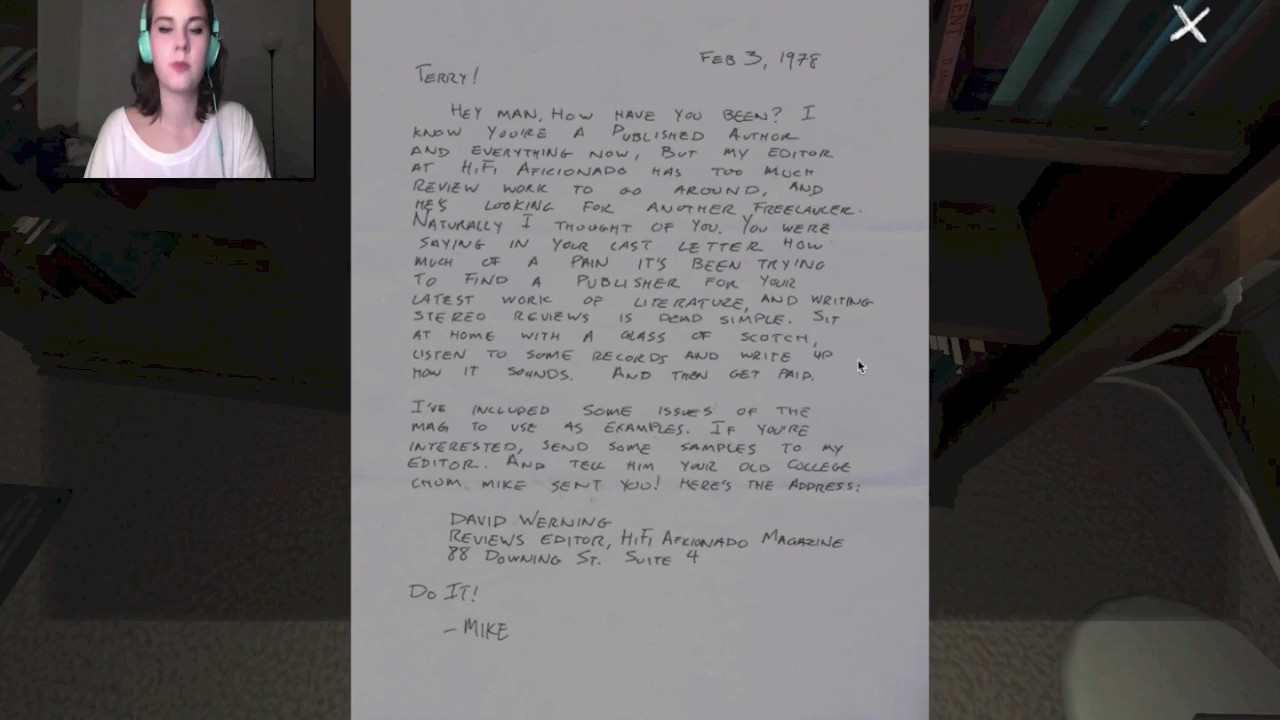 FEB 3, 1978
TERRY!
HEY MAN, HOW HAVE YOU BEEN? I
KNOW YOU'RE A PUBLISHED AUTHOR
AND EVERYTHING NOW, BUT MY EDITOR
AT HIFI AFICIONADO HAS TOO MUCH
REVIEW WORK TO GO AROUND, AND
HE'S LOOKING FOR ANOTHER FREELANCER.
NATURALLY I THOUGHT OF YOU. YOU WERE
SAYING IN YOUR LAST LETTER HOW
MUCH OF A PAIN IT'S BEEN TRYING
TO FIND A PUBLISHER FOR YOUR
LATEST WORK OF LITERATURE, AND WRITING
STEREO REVIEWS IS DEAD SIMPLE. SIT
AT HOME WITH A GLASS OF SCOTCH,
LISTEN TO SOME RECORDS AND WRITE UP
HOW IT SOUNDS. AND THEN GET PAID.
I'VE INCLUDED SOME ISSUES OF THE
MAG TO USE AS EXAMPLES. IF YOU'RE
INTERESTED, SEND SOME SAMPLES TO MY
EDITOR. AND TELL HIM YOUR OLD COLLEGE
CHUM MIKE SENT YOU! HERE'S THE ADDRESS:
DAVID WERNING
REVIEWS EDITOR, HIFI AFICIONADO MAGAZINE
88 DOWNING ST. SUITE 4
DO IT!
- MIKE